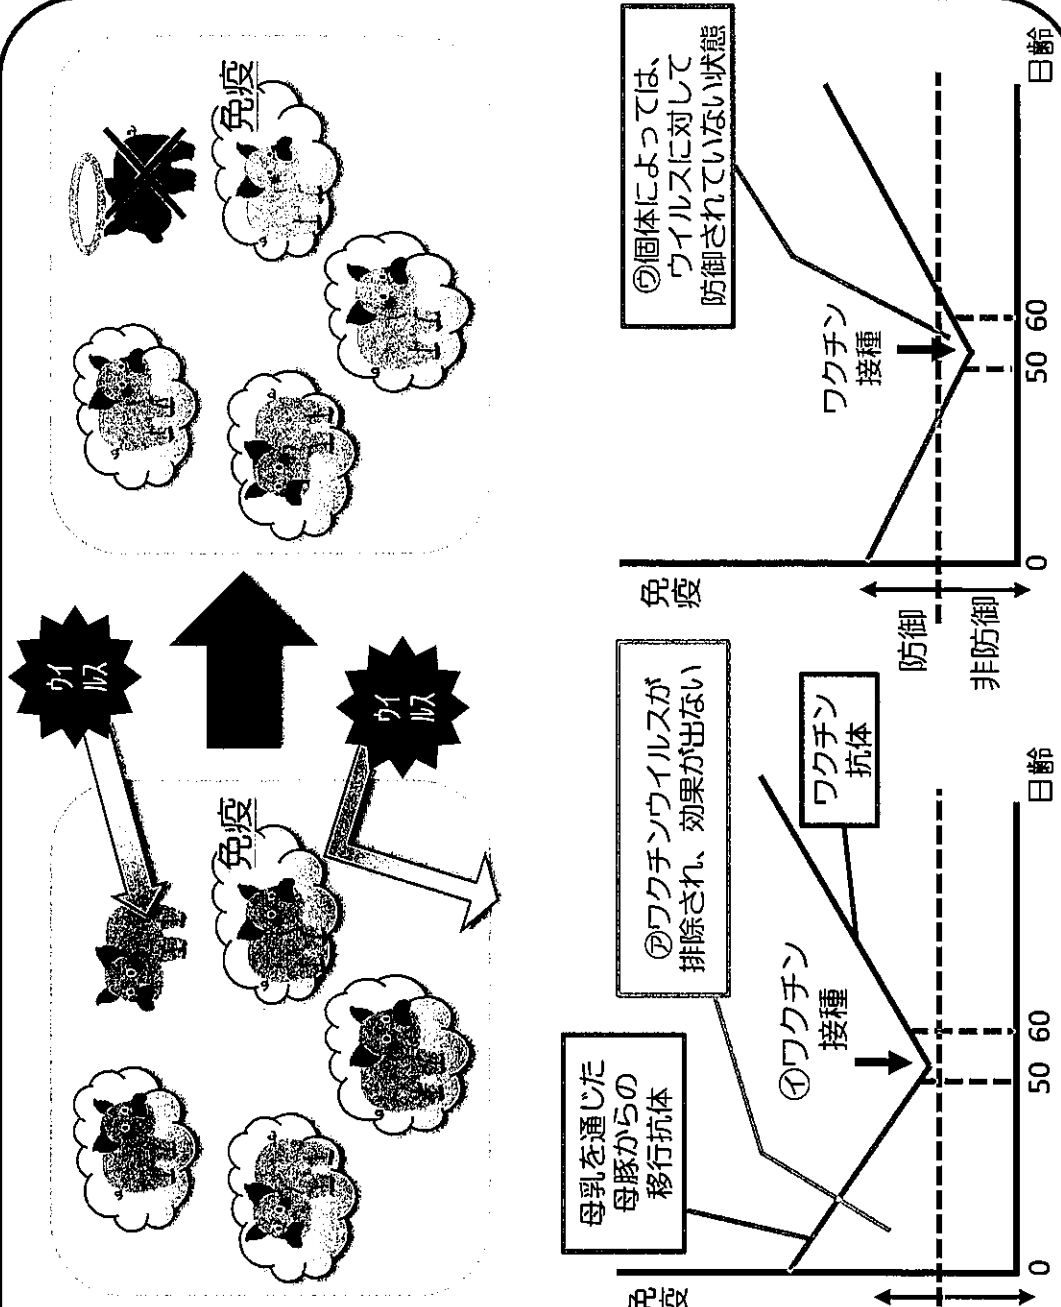 ウイ
ルス
免疫
ウイ
ルス
免疫
免疫
母乳を通じた
母豚からの
移行抗体
㋐ワクチンウイルスが
排除され、効果が出ない
㋑ワクチン
接種
ワクチン
抗体
0
50
60
日齢
免疫
防御
非防御
㋒個体によっては、
ウイルスに対して
防御されていない状態
ワクチン
接種
0
50
60
日齢